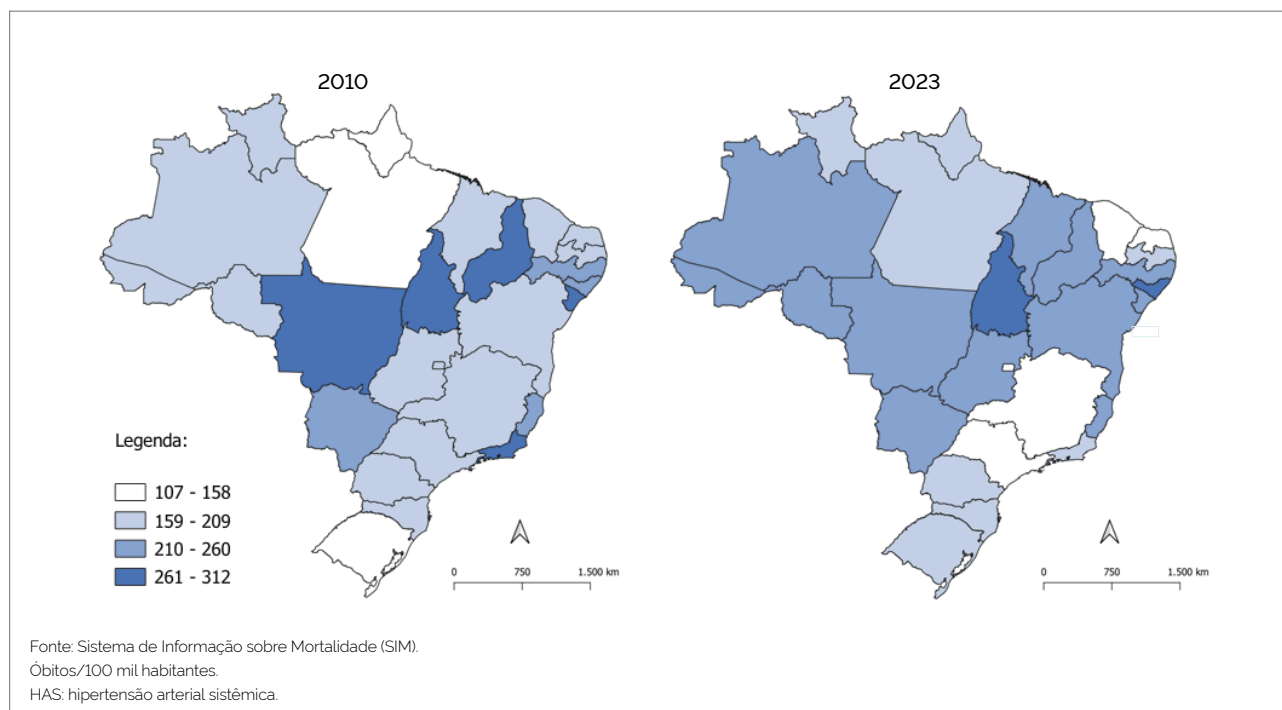 2010
2023
Legenda:
107 - 158
159 - 209
210 - 260
261 - 312
0 750 1.500 km
0 750 1.500 km
Fonte: Sistema de Informação sobre Mortalidade (SIM).
Óbitos/100 mil habitantes.
HAS: hipertensão arterial sistêmica.